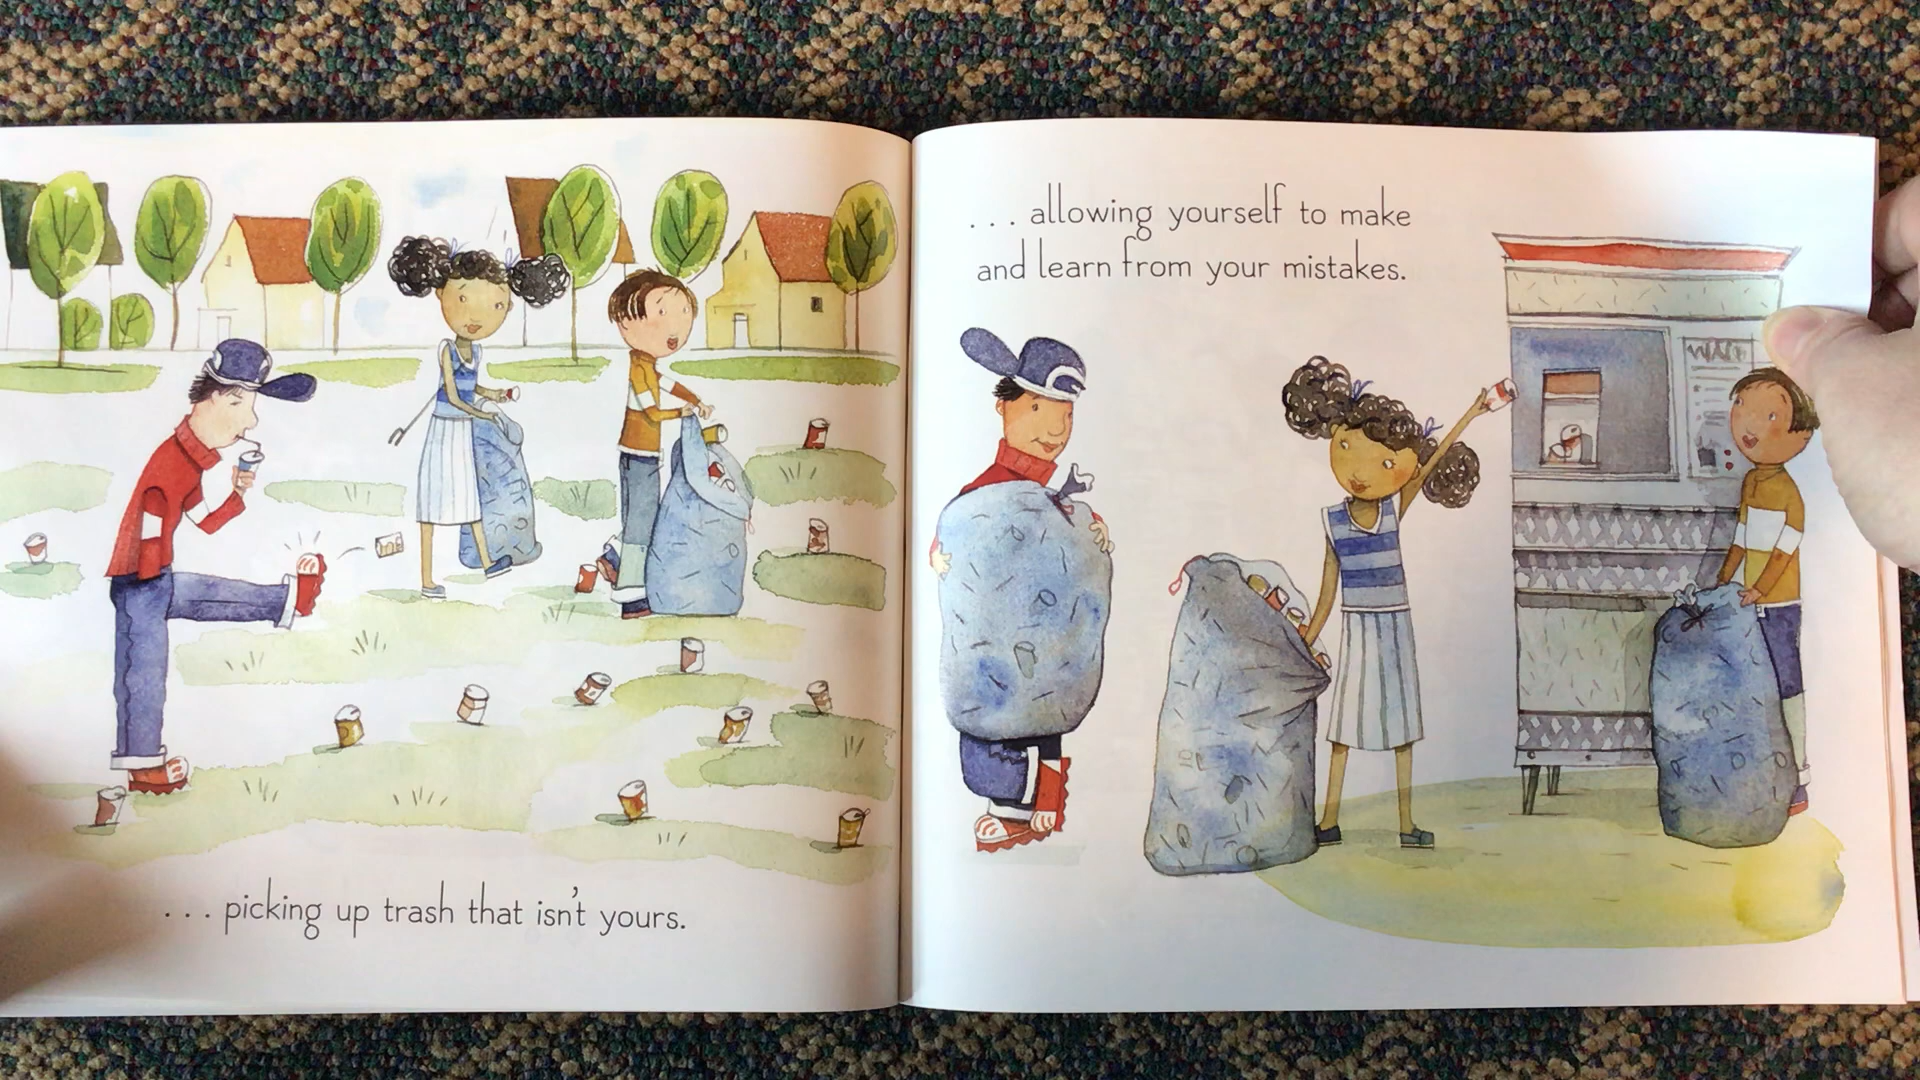 . . . picking up trash that isn't yours.
. . . allowing yourself to make
and learn from your mistakes.